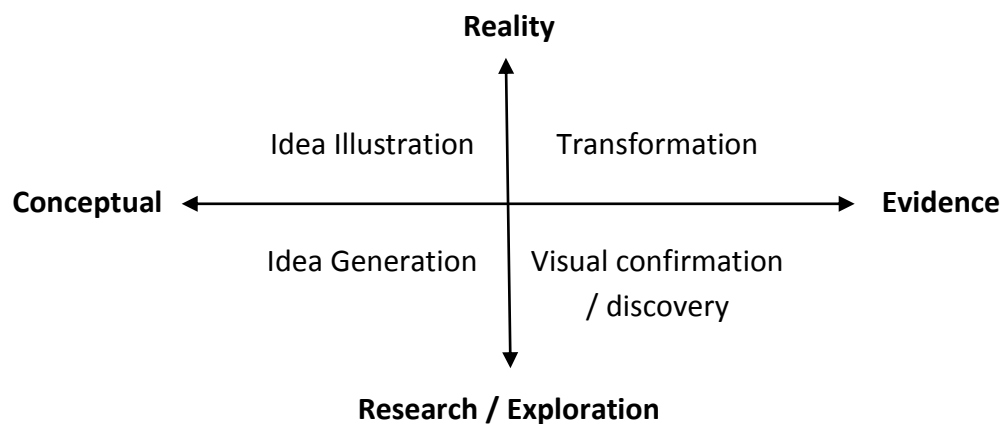 Reality
Idea Illustration
Transformation
Conceptual
Evidence
Idea Generation
Visual confirmation
/ discovery
Research / Exploration